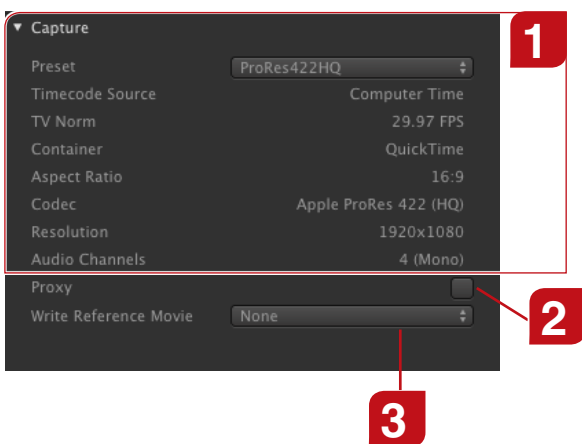 Capture
1
Preset ProRes422HQ
Timecode Source Computer Time
TV Norm 29.97 FPS
Container QuickTime
Aspect Ratio 16:9
Codec Apple ProRes 422 (HQ)
Resolution 1920x1080
Audio Channels 4 (Mono)
Proxy
2
Write Reference Movie None
3